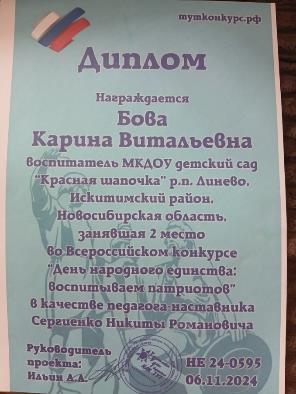 тутконкурс.рф
Диплом
Награждается
Бова
Карина Витальевна
воспитатель МКДОУ детский сад
"Красная шапочка" р.п. Линево,
Искитимский район,
Новосибирская область,
занявшая 2 место
во Всероссийском конкурсе
"День народного единства:
воспитываем патриотов"
в качестве педагога наставника
Сергиенко Никиты Романовича
Руководитель
проекта:
Ильин А.А.
НЕ 24-0595
06.11.2024